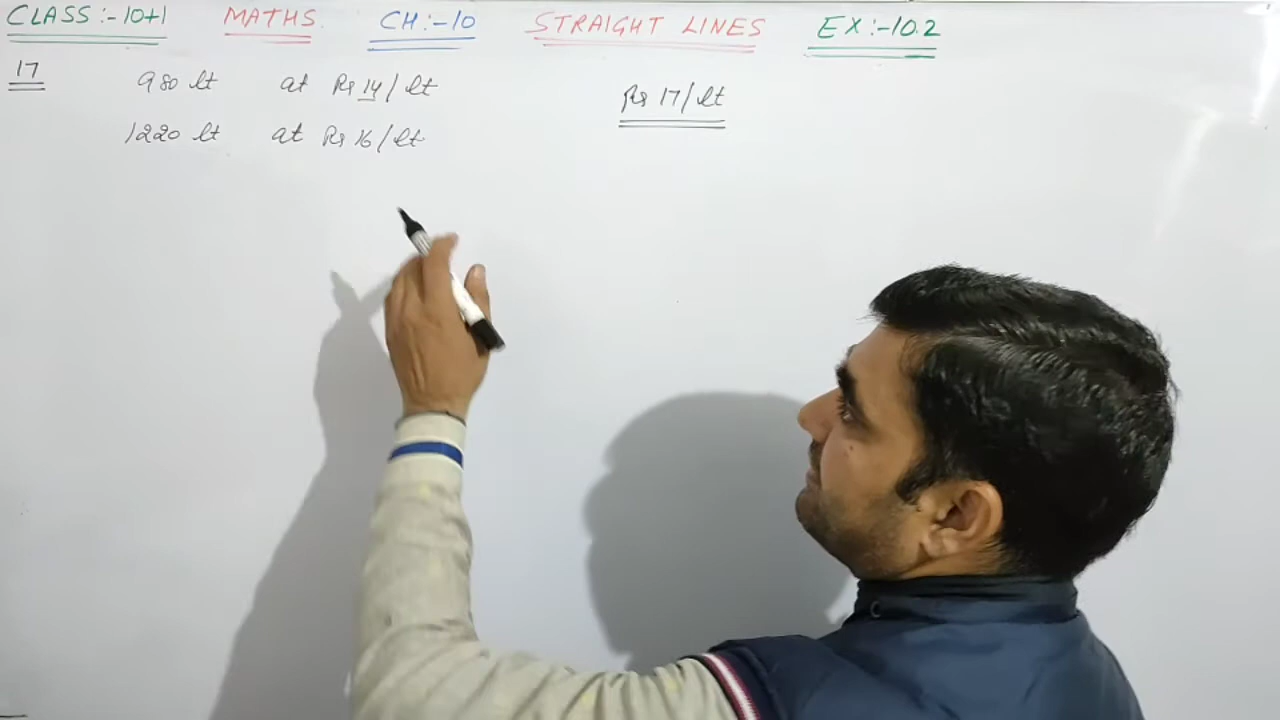 CLASS :- 10+1 MATHS. CH :- 10 STRAIGHT LINES EX :- 10.2
17 980 lt at Rs 14/lt Rs 17/lt
1220 lt at Rs 16/lt